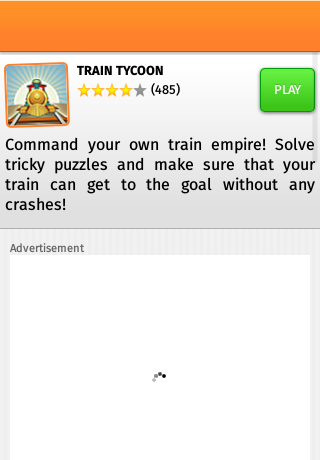 TRAIN TYCOON
(485)
PLAY
Command your own train empire! Solve
tricky puzzles and make sure that your
train can get to the goal without any
crashes!
Advertisement